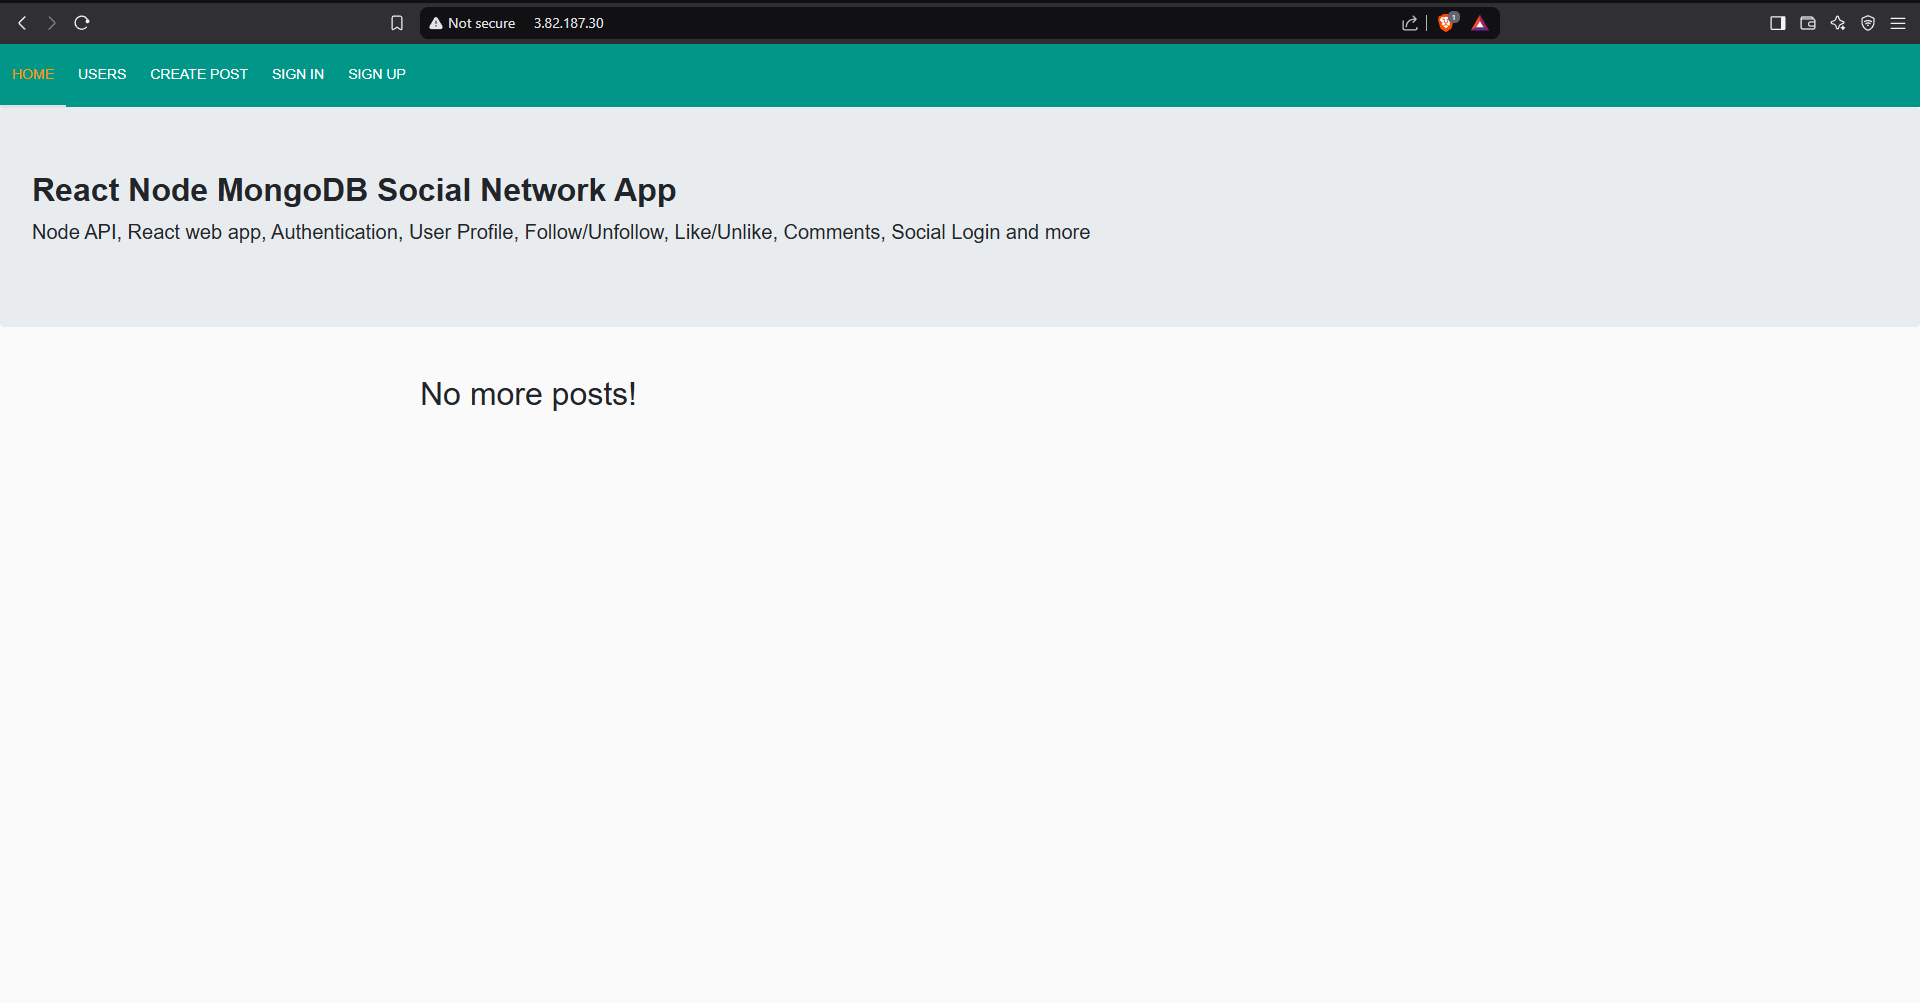 Not secure 3.82.187.30 1
HOME USERS CREATE POST SIGN IN SIGN UP
React Node MongoDB Social Network App
Node API, React web app, Authentication, User Profile, Follow/Unfollow, Like/Unlike, Comments, Social Login and more
No more posts!